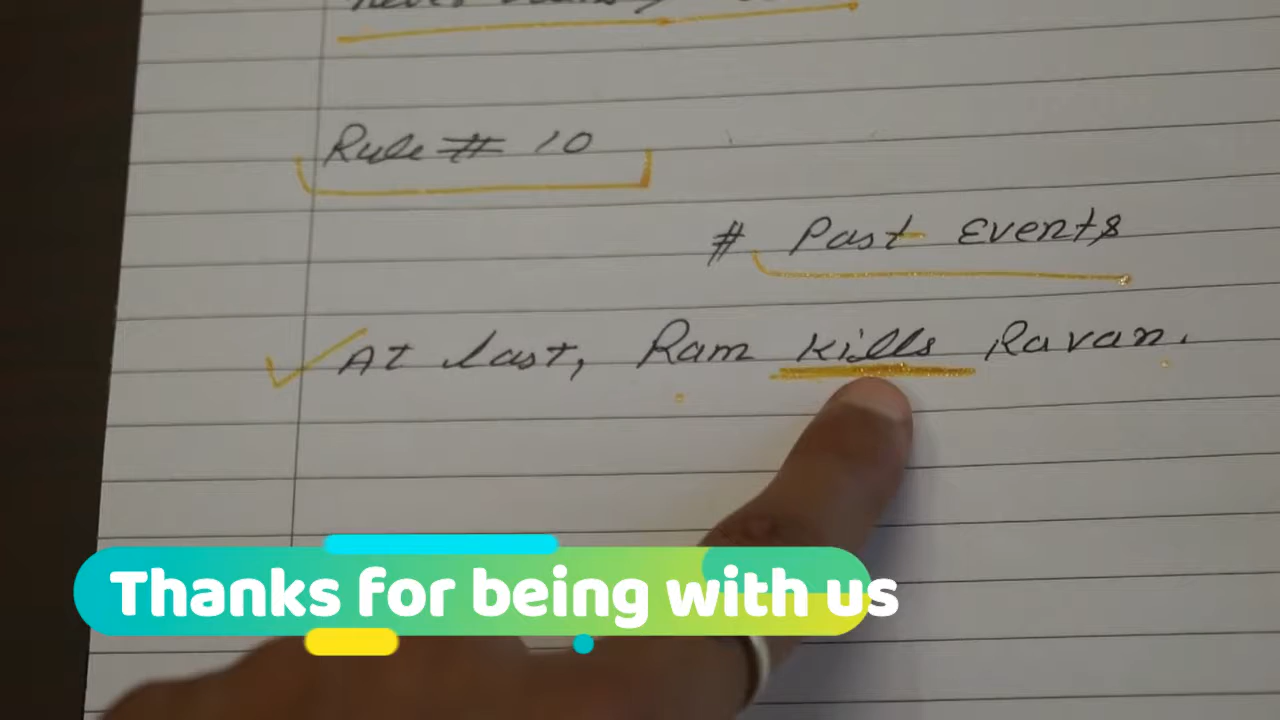 Rule # 10
# Past Events
At last, Ram kills Ravan.
Thanks for being with us